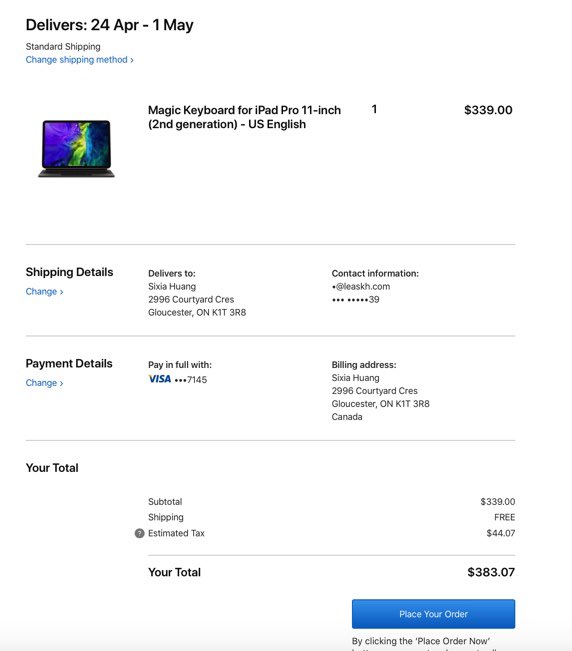 Delivers: 24 Apr - 1 May
Standard Shipping
Change shipping method ›
Magic Keyboard for iPad Pro 11-inch 1 $339.00
(2nd generation) - US English
Shipping Details Delivers to: Contact information:
Change › Sixia Huang •@leaskh.com
2996 Courtyard Cres ••• •••••39
Gloucester, ON K1T 3R8
Payment Details Pay in full with: Billing address:
Change › VISA •••7145 Sixia Huang
2996 Courtyard Cres
Gloucester, ON K1T 3R8
Canada
Your Total
Subtotal $339.00
Shipping FREE
? Estimated Tax $44.07
Your Total $383.07
Place Your Order
By clicking the 'Place Order Now'